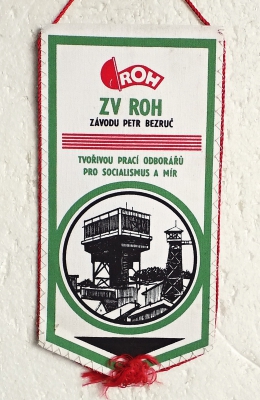 ROH
ZV ROH
ZÁVODU PETR BEZRUČ
TVOŘIVOU PRACÍ ODBORÁŘŮ
PRO SOCIALISMUS A MÍR